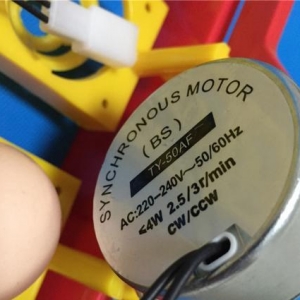 SYNCHRONOUS MOTOR
(BS)
TY-50AF
AC:220-240V~50/60Hz
<4W 2.5/3r/min
CW/CCW